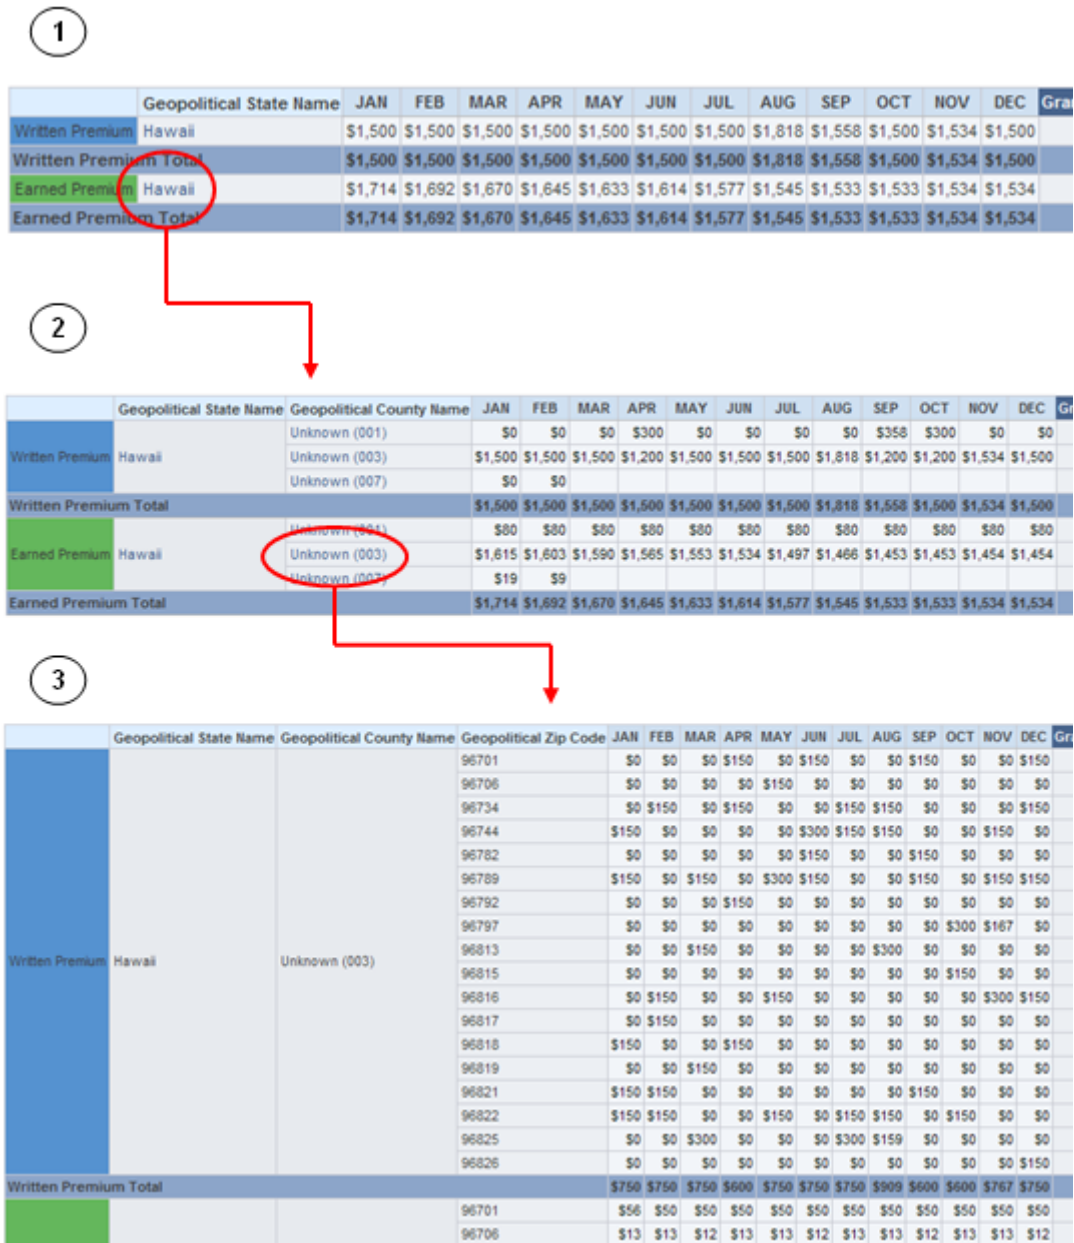 1
Geopolitical State Name JAN FEB MAR APR MAY JUN JUL AUG SEP OCT NOV DEC
Written Premium Hawaii $1,500 $1,500 $1,500 $1,500 $1,500 $1,500 $1,500 $1,818 $1,558 $1,500 $1,534 $1,500
Written Premium Total $1,500 $1,500 $1,500 $1,500 $1,500 $1,500 $1,500 $1,818 $1,558 $1,500 $1,534 $1,500
Earned Premium Hawaii $1,714 $1,692 $1,670 $1,645 $1,633 $1,614 $1,577 $1,545 $1,533 $1,533 $1,534 $1,534
Earned Premium Total $1,714 $1,692 $1,670 $1,645 $1,633 $1,614 $1,577 $1,545 $1,533 $1,533 $1,534 $1,534
2
Geopolitical State Name Geopolitical County Name JAN FEB MAR APR MAY JUN JUL AUG SEP OCT NOV DEC
Unknown (001) $0 $0 $0 $300 $0 $0 $0 $0 $358 $300 $0 $0
Written Premium Hawaii Unknown (003) $1,500 $1,500 $1,500 $1,200 $1,500 $1,500 $1,500 $1,818 $1,200 $1,200 $1,534 $1,500
Unknown (007) $0 $0
Written Premium Total $1,500 $1,500 $1,500 $1,500 $1,500 $1,500 $1,500 $1,818 $1,558 $1,500 $1,534 $1,500
Unknown (001) $80 $80 $80 $80 $80 $80 $80 $80 $80 $80 $80 $80
Earned Premium Hawaii Unknown (003) $1,615 $1,603 $1,590 $1,565 $1,553 $1,534 $1,497 $1,466 $1,453 $1,453 $1,454 $1,454
Unknown (007) $19 $9
Earned Premium Total $1,714 $1,692 $1,670 $1,645 $1,633 $1,614 $1,577 $1,545 $1,533 $1,533 $1,534 $1,534
3
Geopolitical State Name Geopolitical County Name Geopolitical Zip Code JAN FEB MAR APR MAY JUN JUL AUG SEP OCT NOV DEC
96701 $0 $0 $0 $150 $0 $150 $0 $0 $150 $0 $0 $150
96706 $0 $0 $0 $0 $150 $0 $0 $0 $0 $0 $0 $0
96734 $0 $150 $0 $150 $0 $0 $150 $150 $0 $0 $0 $150
96744 $150 $0 $0 $0 $0 $300 $150 $150 $0 $0 $150 $0
96782 $0 $0 $0 $0 $0 $150 $0 $0 $150 $0 $0 $0
96789 $150 $0 $150 $0 $300 $150 $0 $0 $150 $0 $150 $150
96792 $0 $0 $0 $150 $0 $0 $0 $0 $0 $0 $0 $0
96797 $0 $0 $0 $0 $0 $0 $0 $0 $0 $300 $167 $0
96813 $0 $0 $150 $0 $0 $0 $0 $300 $0 $0 $0 $0
Written Premium Hawaii Unknown (003)
96815 $0 $0 $0 $0 $0 $0 $0 $0 $0 $150 $0 $0
96816 $0 $150 $0 $0 $150 $0 $0 $0 $0 $0 $300 $150
96817 $0 $150 $0 $0 $0 $0 $0 $0 $0 $0 $0 $0
96818 $150 $0 $0 $150 $0 $0 $0 $0 $0 $0 $0 $0
96819 $0 $0 $150 $0 $0 $0 $0 $0 $0 $0 $0 $0
96821 $150 $150 $0 $0 $0 $0 $0 $0 $150 $0 $0 $0
96822 $150 $150 $0 $0 $150 $0 $150 $150 $0 $150 $0 $0
96825 $0 $0 $300 $0 $0 $0 $300 $159 $0 $0 $0 $0
96826 $0 $0 $0 $0 $0 $0 $0 $0 $0 $0 $0 $150
Written Premium Total $750 $750 $750 $600 $750 $750 $750 $909 $600 $600 $767 $750
96701 $56 $50 $50 $50 $50 $50 $50 $50 $50 $50 $50 $50
96706 $13 $13 $12 $13 $13 $12 $13 $13 $12 $13 $13 $12